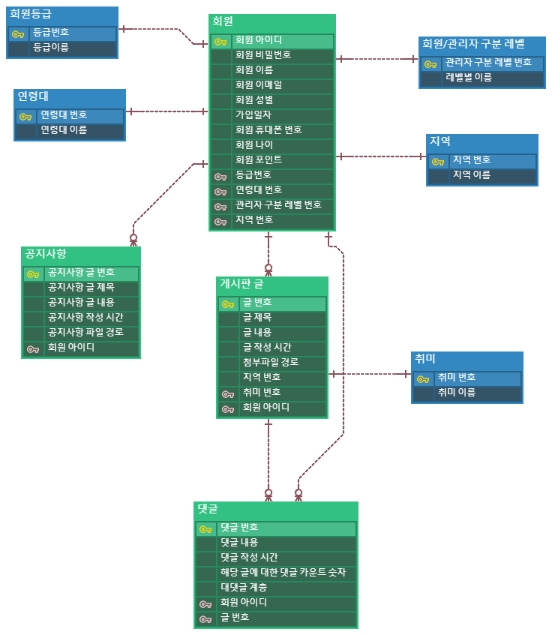 회원등급
등급번호
등급이름
회원
회원 아이디
회원 비밀번호
회원 이름
회원 이메일
회원 성별
가입일자
회원 휴대폰 번호
회원 나이
회원 포인트
등급번호
연령대 번호
관리자 구분 레벨 번호
지역 번호
회원/관리자 구분 레벨
관리자 구분 레벨 번호
레벨별 이름
연령대
연령대 번호
연령대 이름
지역
지역 번호
지역 이름
공지사항
공지사항 글 번호
공지사항 글 제목
공지사항 글 내용
공지사항 작성 시간
공지사항 파일 경로
회원 아이디
게시판 글
글 번호
글 제목
글 내용
글 작성 시간
첨부파일 경로
지역 번호
취미 번호
회원 아이디
취미
취미 번호
취미 이름
댓글
댓글 번호
댓글 내용
댓글 작성 시간
해당 글에 대한 댓글 카운트 숫자
대댓글 계층
회원 아이디
글 번호